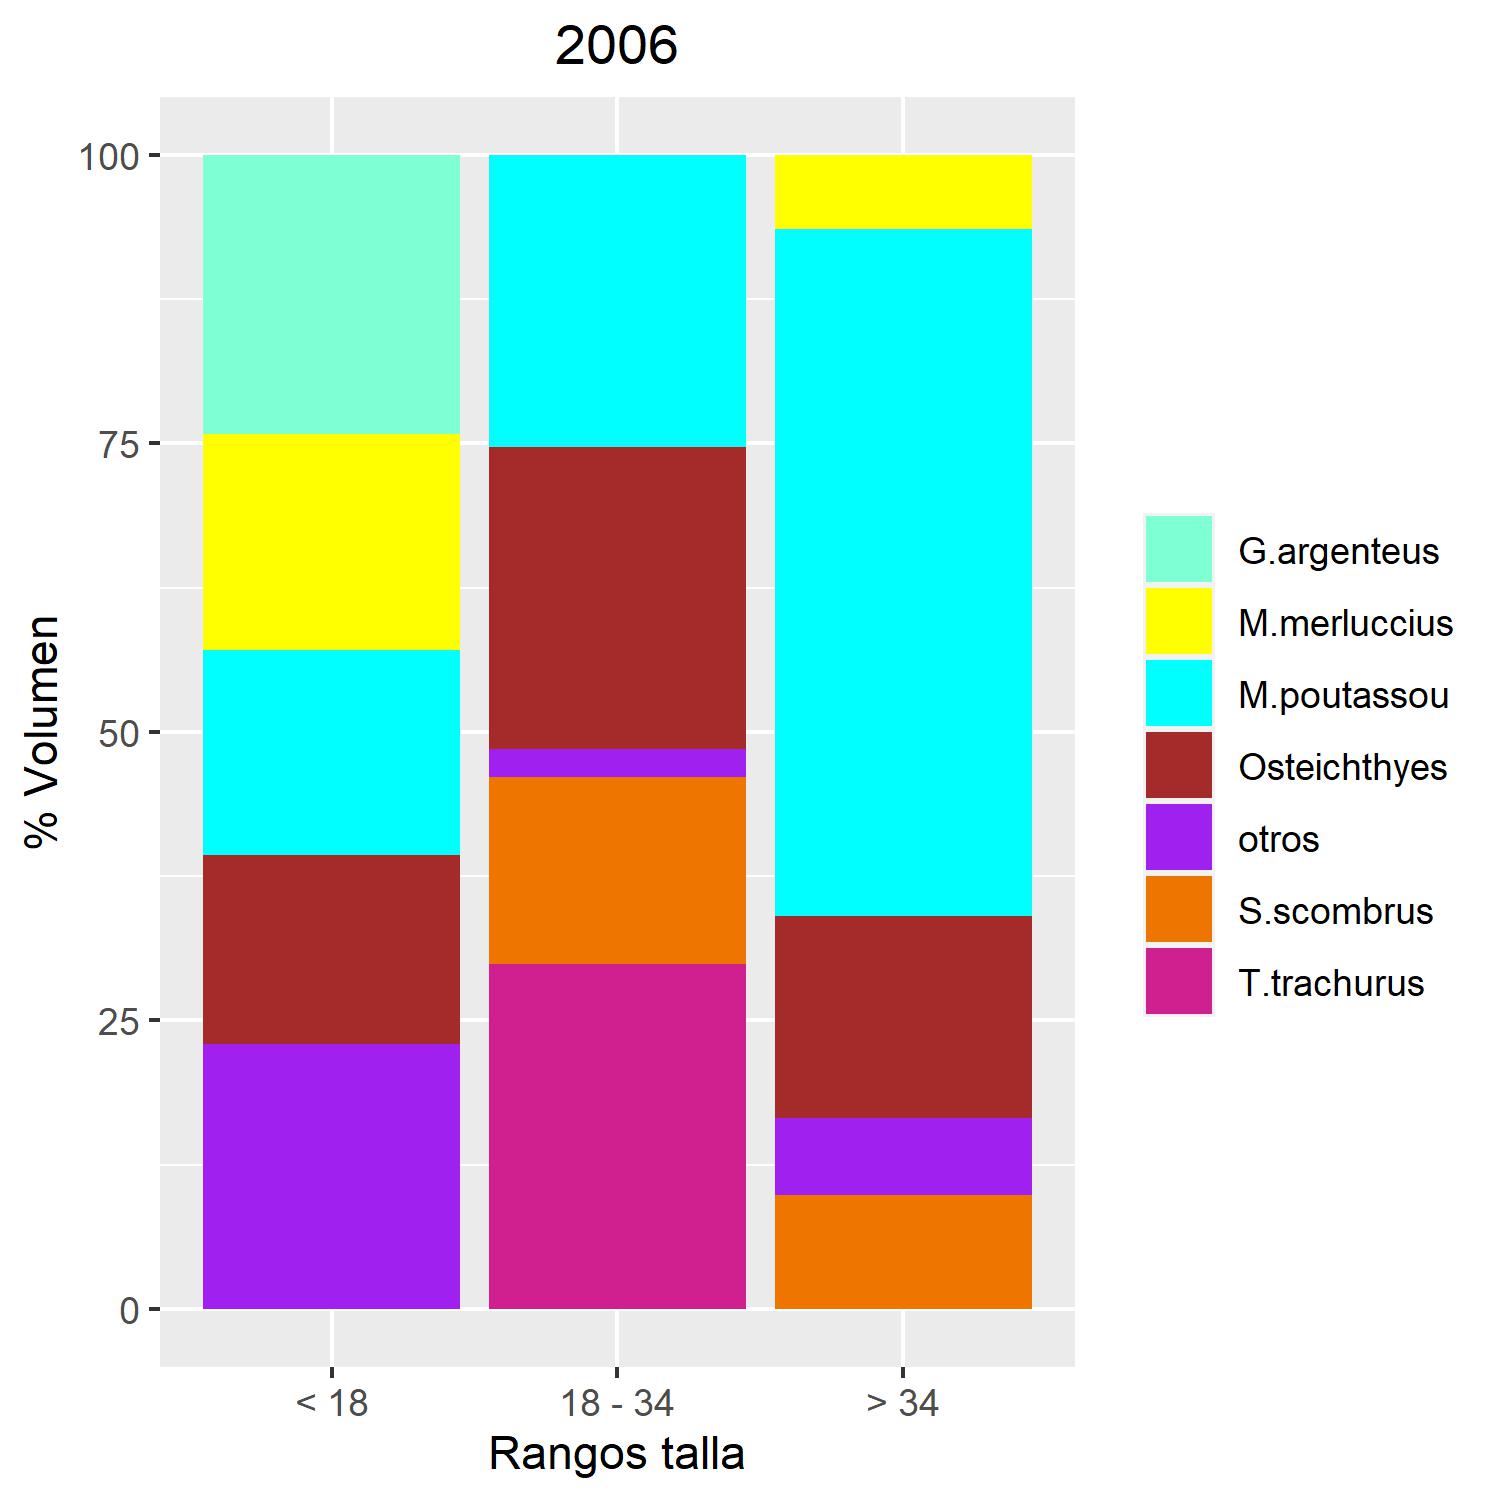 2006
% Volumen
100
75
50
25
0
< 18
18 - 34
> 34
Rangos talla
G.argenteus
M.merluccius
M.poutassou
Osteichthyes
otros
S.scombrus
T.trachurus